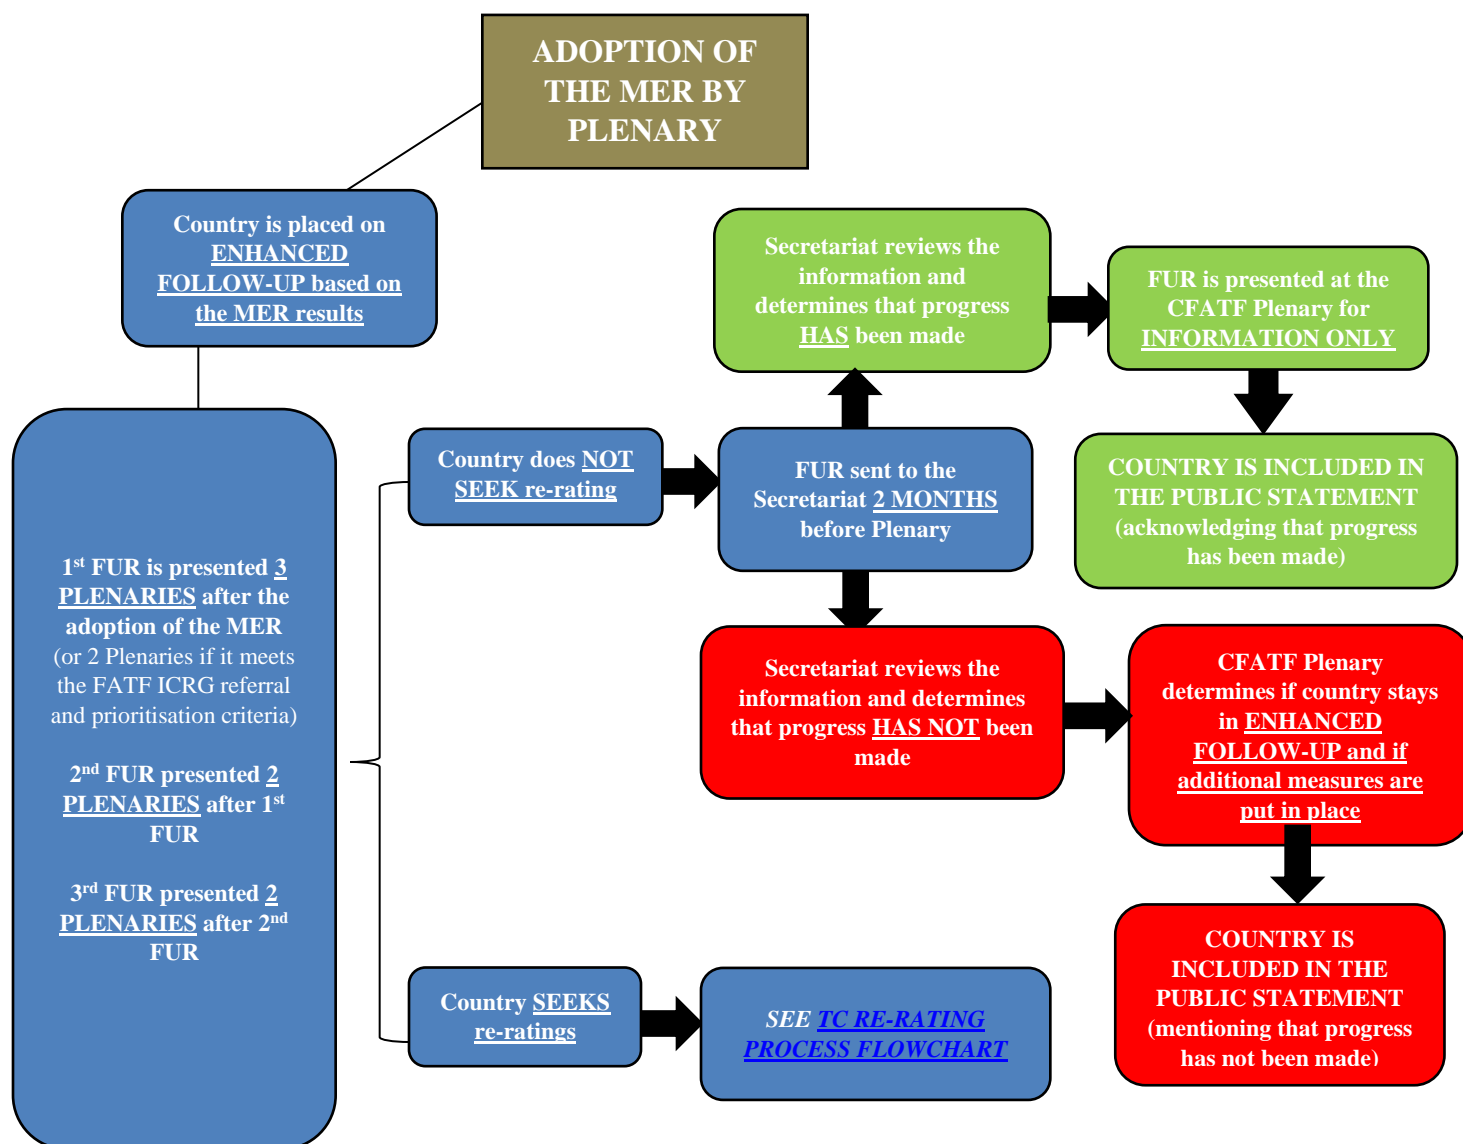 ADOPTION OF
THE MER BY
PLENARY
Country is placed on
ENHANCED
FOLLOW-UP based on
the MER results
1st FUR is presented 3
PLENARIES after the
adoption of the MER
(or 2 Plenaries if it meets
the FATF ICRG referral
and prioritisation criteria)
2nd FUR presented 2
PLENARIES after 1st
FUR
3rd FUR presented 2
PLENARIES after 2nd
FUR
Country does NOT
SEEK re-rating
FUR sent to the
Secretariat 2 MONTHS
before Plenary
Secretariat reviews the
information and
determines that progress
HAS been made
FUR is presented at the
CFATF Plenary for
INFORMATION ONLY
COUNTRY IS INCLUDED IN
THE PUBLIC STATEMENT
(acknowledging that progress
has been made)
Secretariat reviews the
information and determines
that progress HAS NOT been
made
CFATF Plenary
determines if country stays
in ENHANCED
FOLLOW-UP and if
additional measures are
put in place
COUNTRY IS
INCLUDED IN THE
PUBLIC STATEMENT
(mentioning that progress
has not been made)
Country SEEKS
re-ratings
SEE TC RE-RATING
PROCESS FLOWCHART